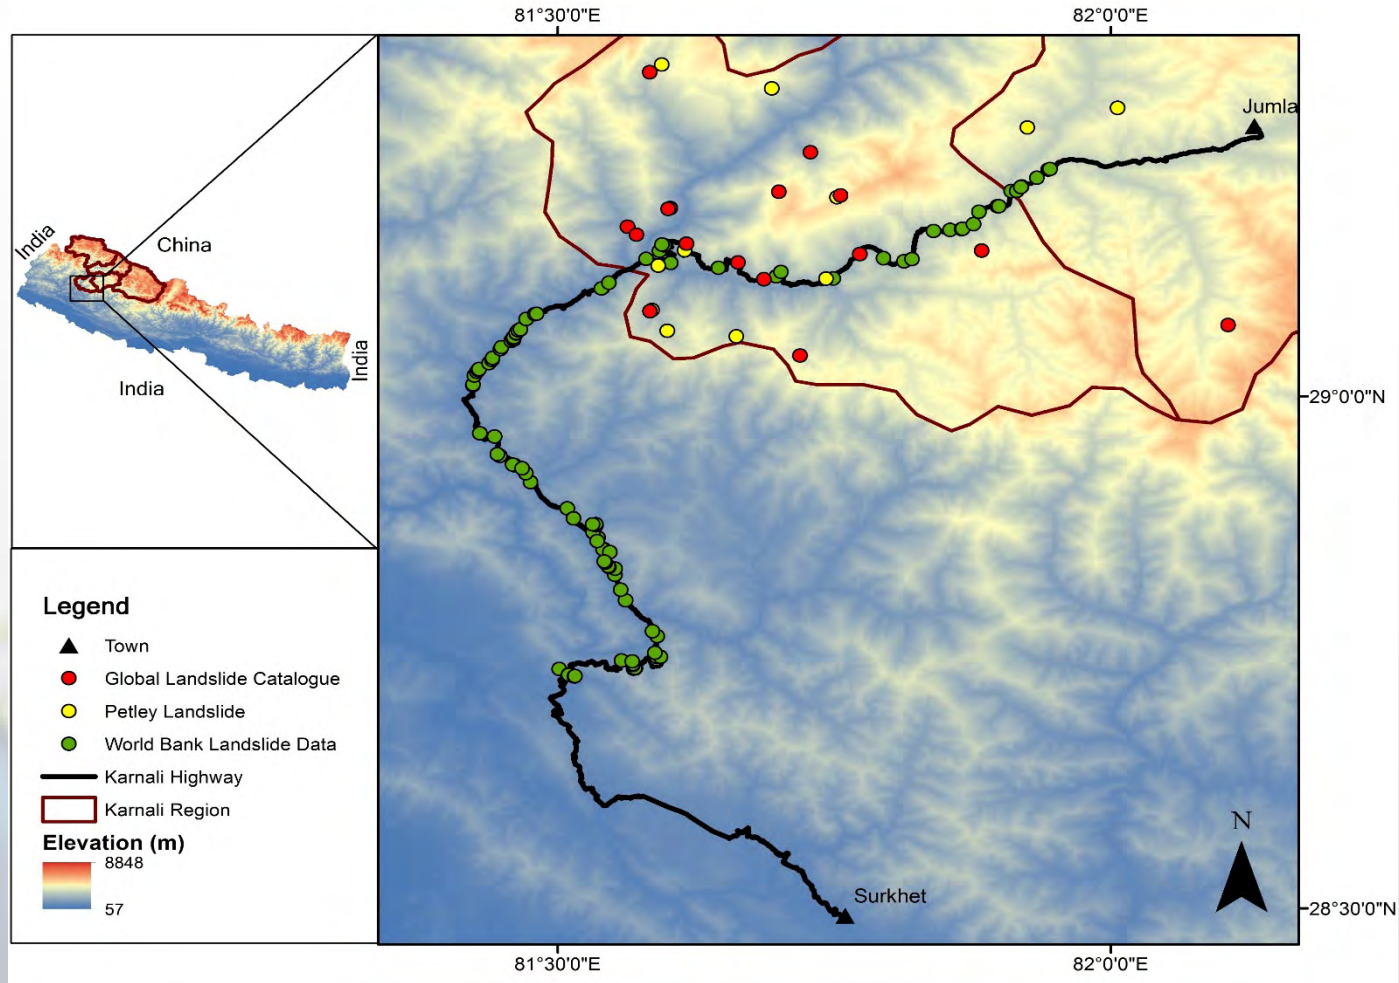 81°30'0"E
82°0'0"E
Jumla
India
China
India
India
29°0'0"N
Legend
Town
Global Landslide Catalogue
Petley Landslide
World Bank Landslide Data
Karnali Highway
Karnali Region
Elevation (m)
8848
57
N
Surkhet
28°30'0"N
81°30'0"E
82°0'0"E